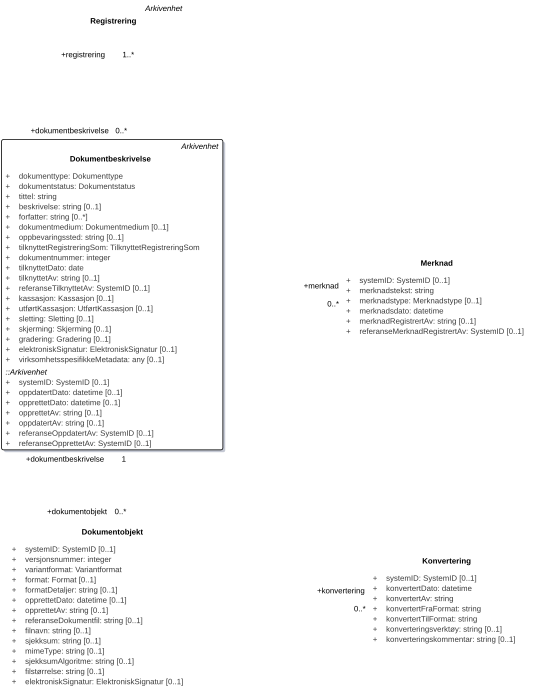 Arkivenhet
Registrering
+registrering 1..*
+dokumentbeskrivelse 0..*
Arkivenhet
Dokumentbeskrivelse
+ dokumenttype: Dokumenttype
+ dokumentstatus: Dokumentstatus
+ tittel: string
+ beskrivelse: string [0..1]
+ forfatter: string [0..*]
+ dokumentmedium: Dokumentmedium [0..1]
+ oppbevaringssted: string [0..1]
+ tilknyttetRegistreringSom: TilknyttetRegistreringSom
+ dokumentnummer: integer
+ tilknyttetDato: date
+ tilknyttetAv: string [0..1]
+ referanseTilknyttetAv: SystemID [0..1]
+ kassasjon: Kassasjon [0..1]
+ utførtKassasjon: UtførtKassasjon [0..1]
+ sletting: Sletting [0..1]
+ skjerming: Skjerming [0..1]
+ gradering: Gradering [0..1]
+ elektroniskSignatur: ElektroniskSignatur [0..1]
+ virksomhetsspesifikkeMetadata: any [0..1]
::Arkivenhet
+ systemID: SystemID [0..1]
+ oppdatertDato: datetime [0..1]
+ opprettetDato: datetime [0..1]
+ opprettetAv: string [0..1]
+ oppdatertAv: string [0..1]
+ referanseOppdatertAv: SystemID [0..1]
+ referanseOpprettetAv: SystemID [0..1]
+dokumentbeskrivelse 1
Merknad
+merknad
0..*
+ systemID: SystemID [0..1]
+ merknadstekst: string
+ merknadstype: Merknadstype [0..1]
+ merknadsdato: datetime
+ merknadRegistrertAv: string [0..1]
+ referanseMerknadRegistrertAv: SystemID [0..1]
+dokumentobjekt 0..*
Dokumentobjekt
+ systemID: SystemID [0..1]
+ versjonsnummer: integer
+ variantformat: Variantformat
+ format: Format [0..1]
+ formatDetaljer: string [0..1]
+ opprettetDato: datetime [0..1]
+ opprettetAv: string [0..1]
+ referanseDokumentfil: string [0..1]
+ filnavn: string [0..1]
+ sjekksum: string [0..1]
+ mimeType: string [0..1]
+ sjekksumAlgoritme: string [0..1]
+ filstørrelse: string [0..1]
+ elektroniskSignatur: ElektroniskSignatur [0..1]
Konvertering
+konvertering
0..*
+ systemID: SystemID [0..1]
+ konvertertDato: datetime
+ konvertertAv: string
+ konvertertFraFormat: string
+ konvertertTilFormat: string
+ konverteringsverktøy: string [0..1]
+ konverteringskommentar: string [0..1]